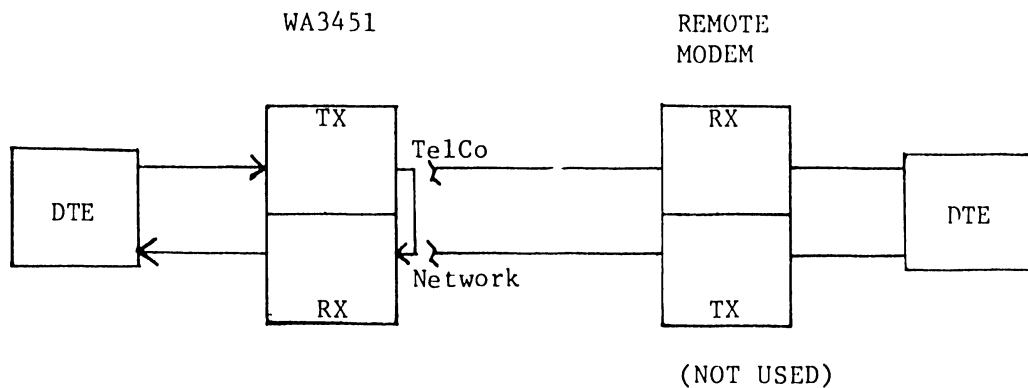 WA3451
REMOTE
MODEM
TX
RX
TelCo
DTE
DTE
Network
RX
TX
(NOT USED)